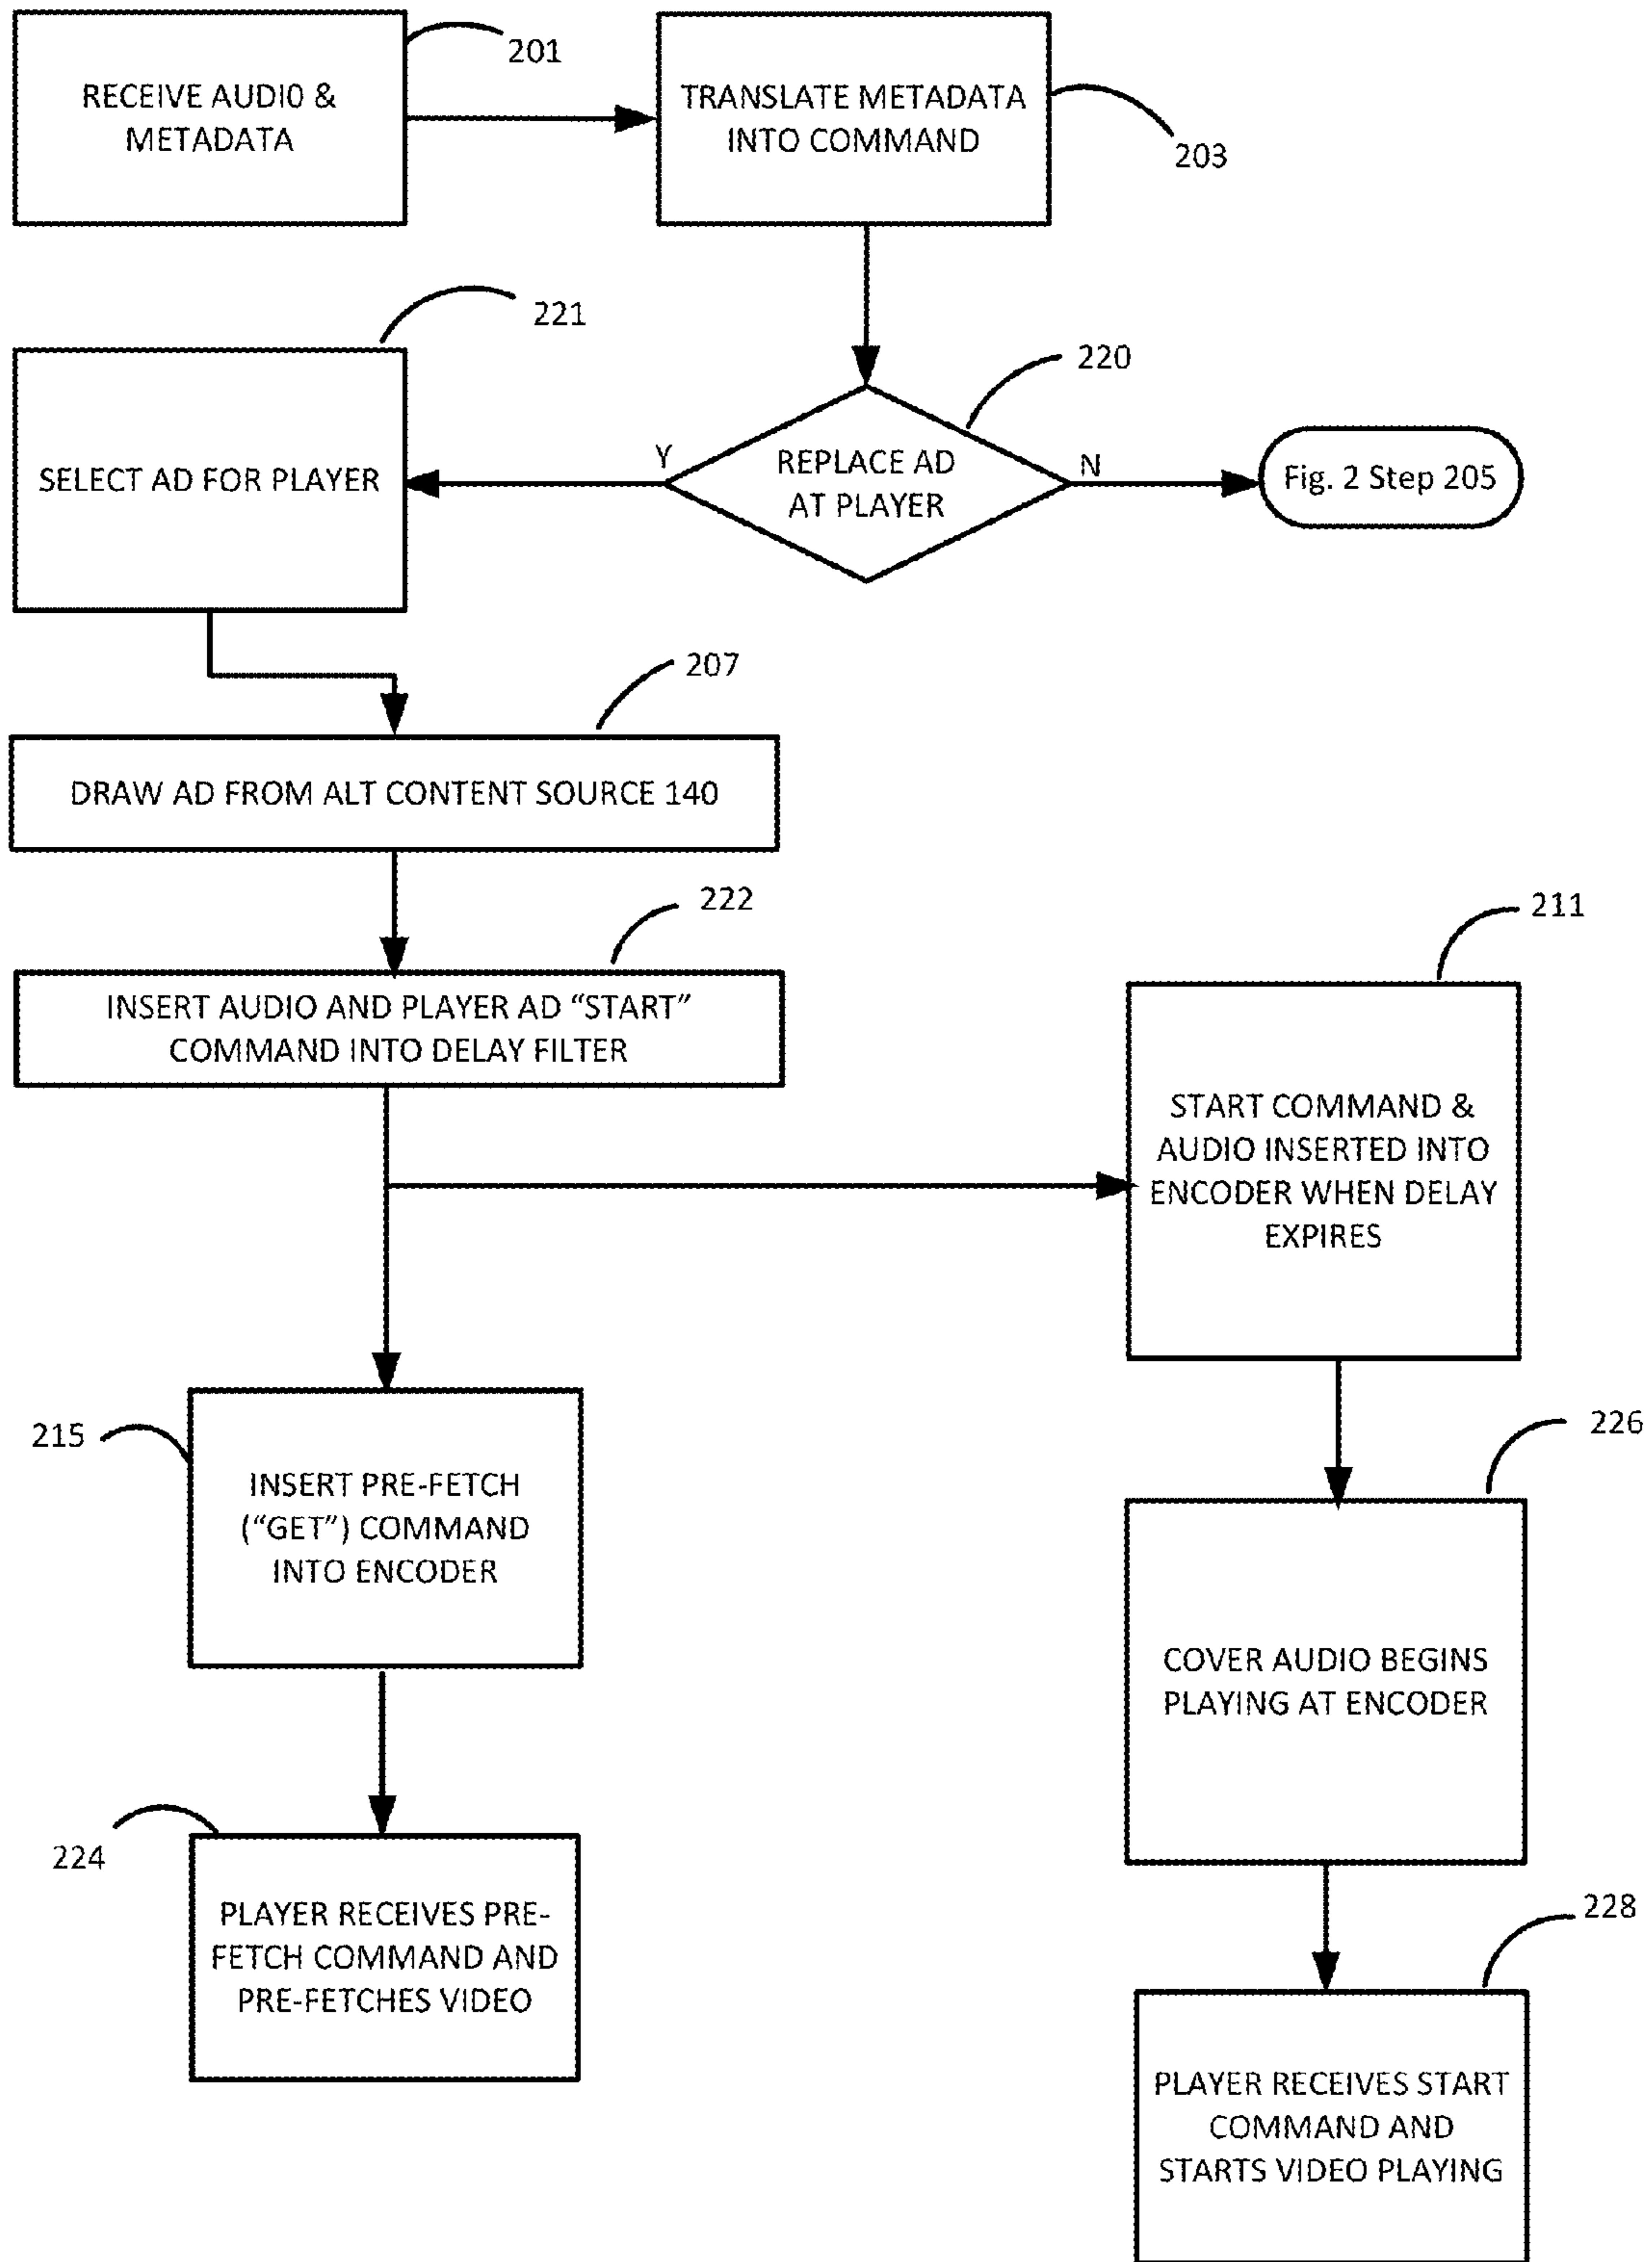 201
RECEIVE AUDIO &
METADATA
TRANSLATE METADATA
INTO COMMAND
203
221
220
SELECT AD FOR PLAYER
Y
REPLACE AD
AT PLAYER
N
Fig. 2 Step 205
207
DRAW AD FROM ALT CONTENT SOURCE 140
222
INSERT AUDIO AND PLAYER AD “START”
COMMAND INTO DELAY FILTER
211
START COMMAND &
AUDIO INSERTED INTO
ENCODER WHEN DELAY
EXPIRES
215
INSERT PRE-FETCH
(“GET”) COMMAND
INTO ENCODER
226
COVER AUDIO BEGINS
PLAYING AT ENCODER
224
PLAYER RECEIVES PRE-
FETCH COMMAND AND
PRE-FETCHES VIDEO
228
PLAYER RECEIVES START
COMMAND AND
STARTS VIDEO PLAYING